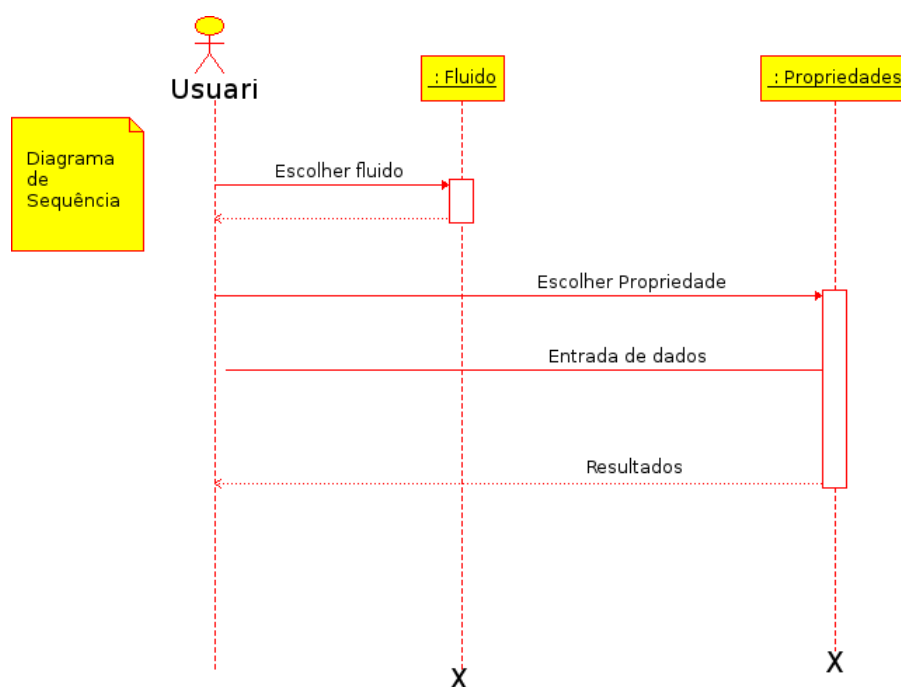 Usuari
: Fluido
: Propriedades
Diagrama
de
Sequência
Escolher fluido
Escolher Propriedade
Entrada de dados
Resultados
X
X